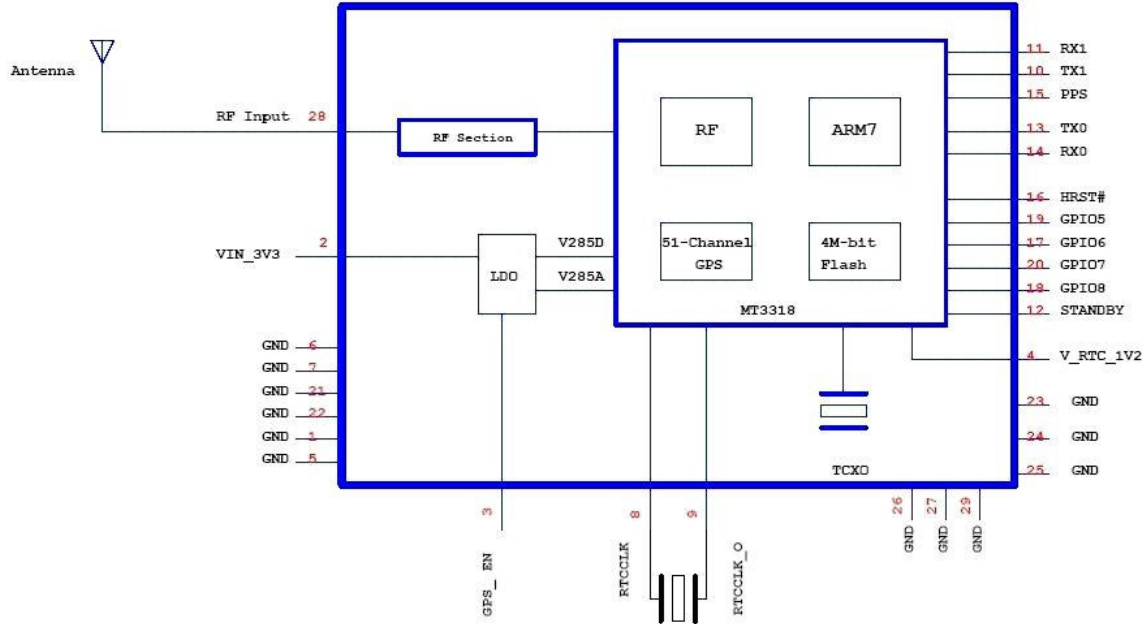 Antenna
RF Input 28
RF Section
RF
ARM7
11 RX1
10 TX1
15 PPS
13 TX0
14 RX0
VIN_3V3 2
LDO
V285D
V285A
51-Channel
GPS
4M-bit
Flash
MT3318
16 HRST#
19 GPIO5
17 GPIO6
20 GPIO7
18 GPIO8
12 STANDBY
4 V_RTC_1V2
GND 6
GND 7
GND 21
GND 22
GND 1
GND 5
23 GND
24 GND
25 GND
TCXO
3
GPS_ EN
8
RTCCLK
9
RTCCLK_O
26
GND
27
GND
29
GND